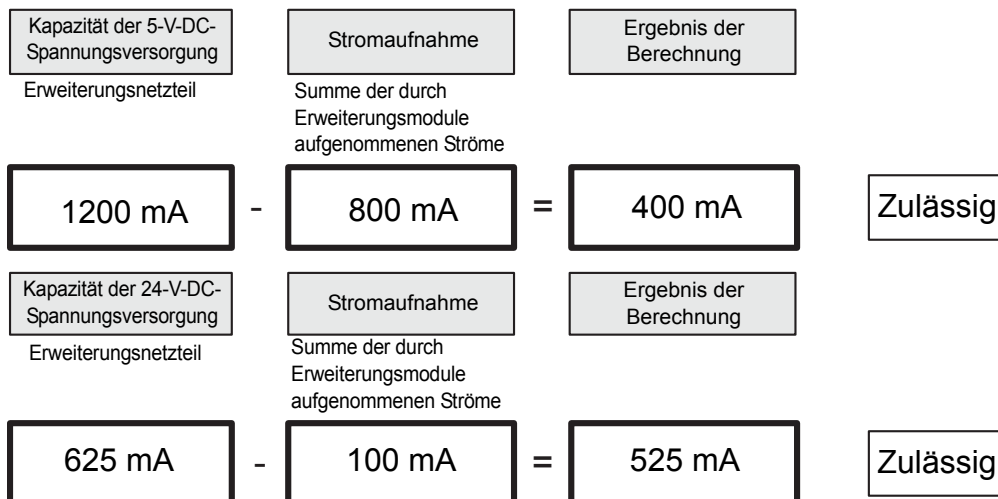 Kapazität der 5-V-DC-
Spannungsversorgung
Stromaufnahme
Ergebnis der
Berechnung
Erweiterungsnetzteil
Summe der durch
Erweiterungsmodule
aufgenommenen Ströme
1200 mA - 800 mA = 400 mA Zulässig
Kapazität der 24-V-DC-
Spannungsversorgung
Stromaufnahme
Ergebnis der
Berechnung
Erweiterungsnetzteil
Summe der durch
Erweiterungsmodule
aufgenommenen Ströme
625 mA - 100 mA = 525 mA Zulässig